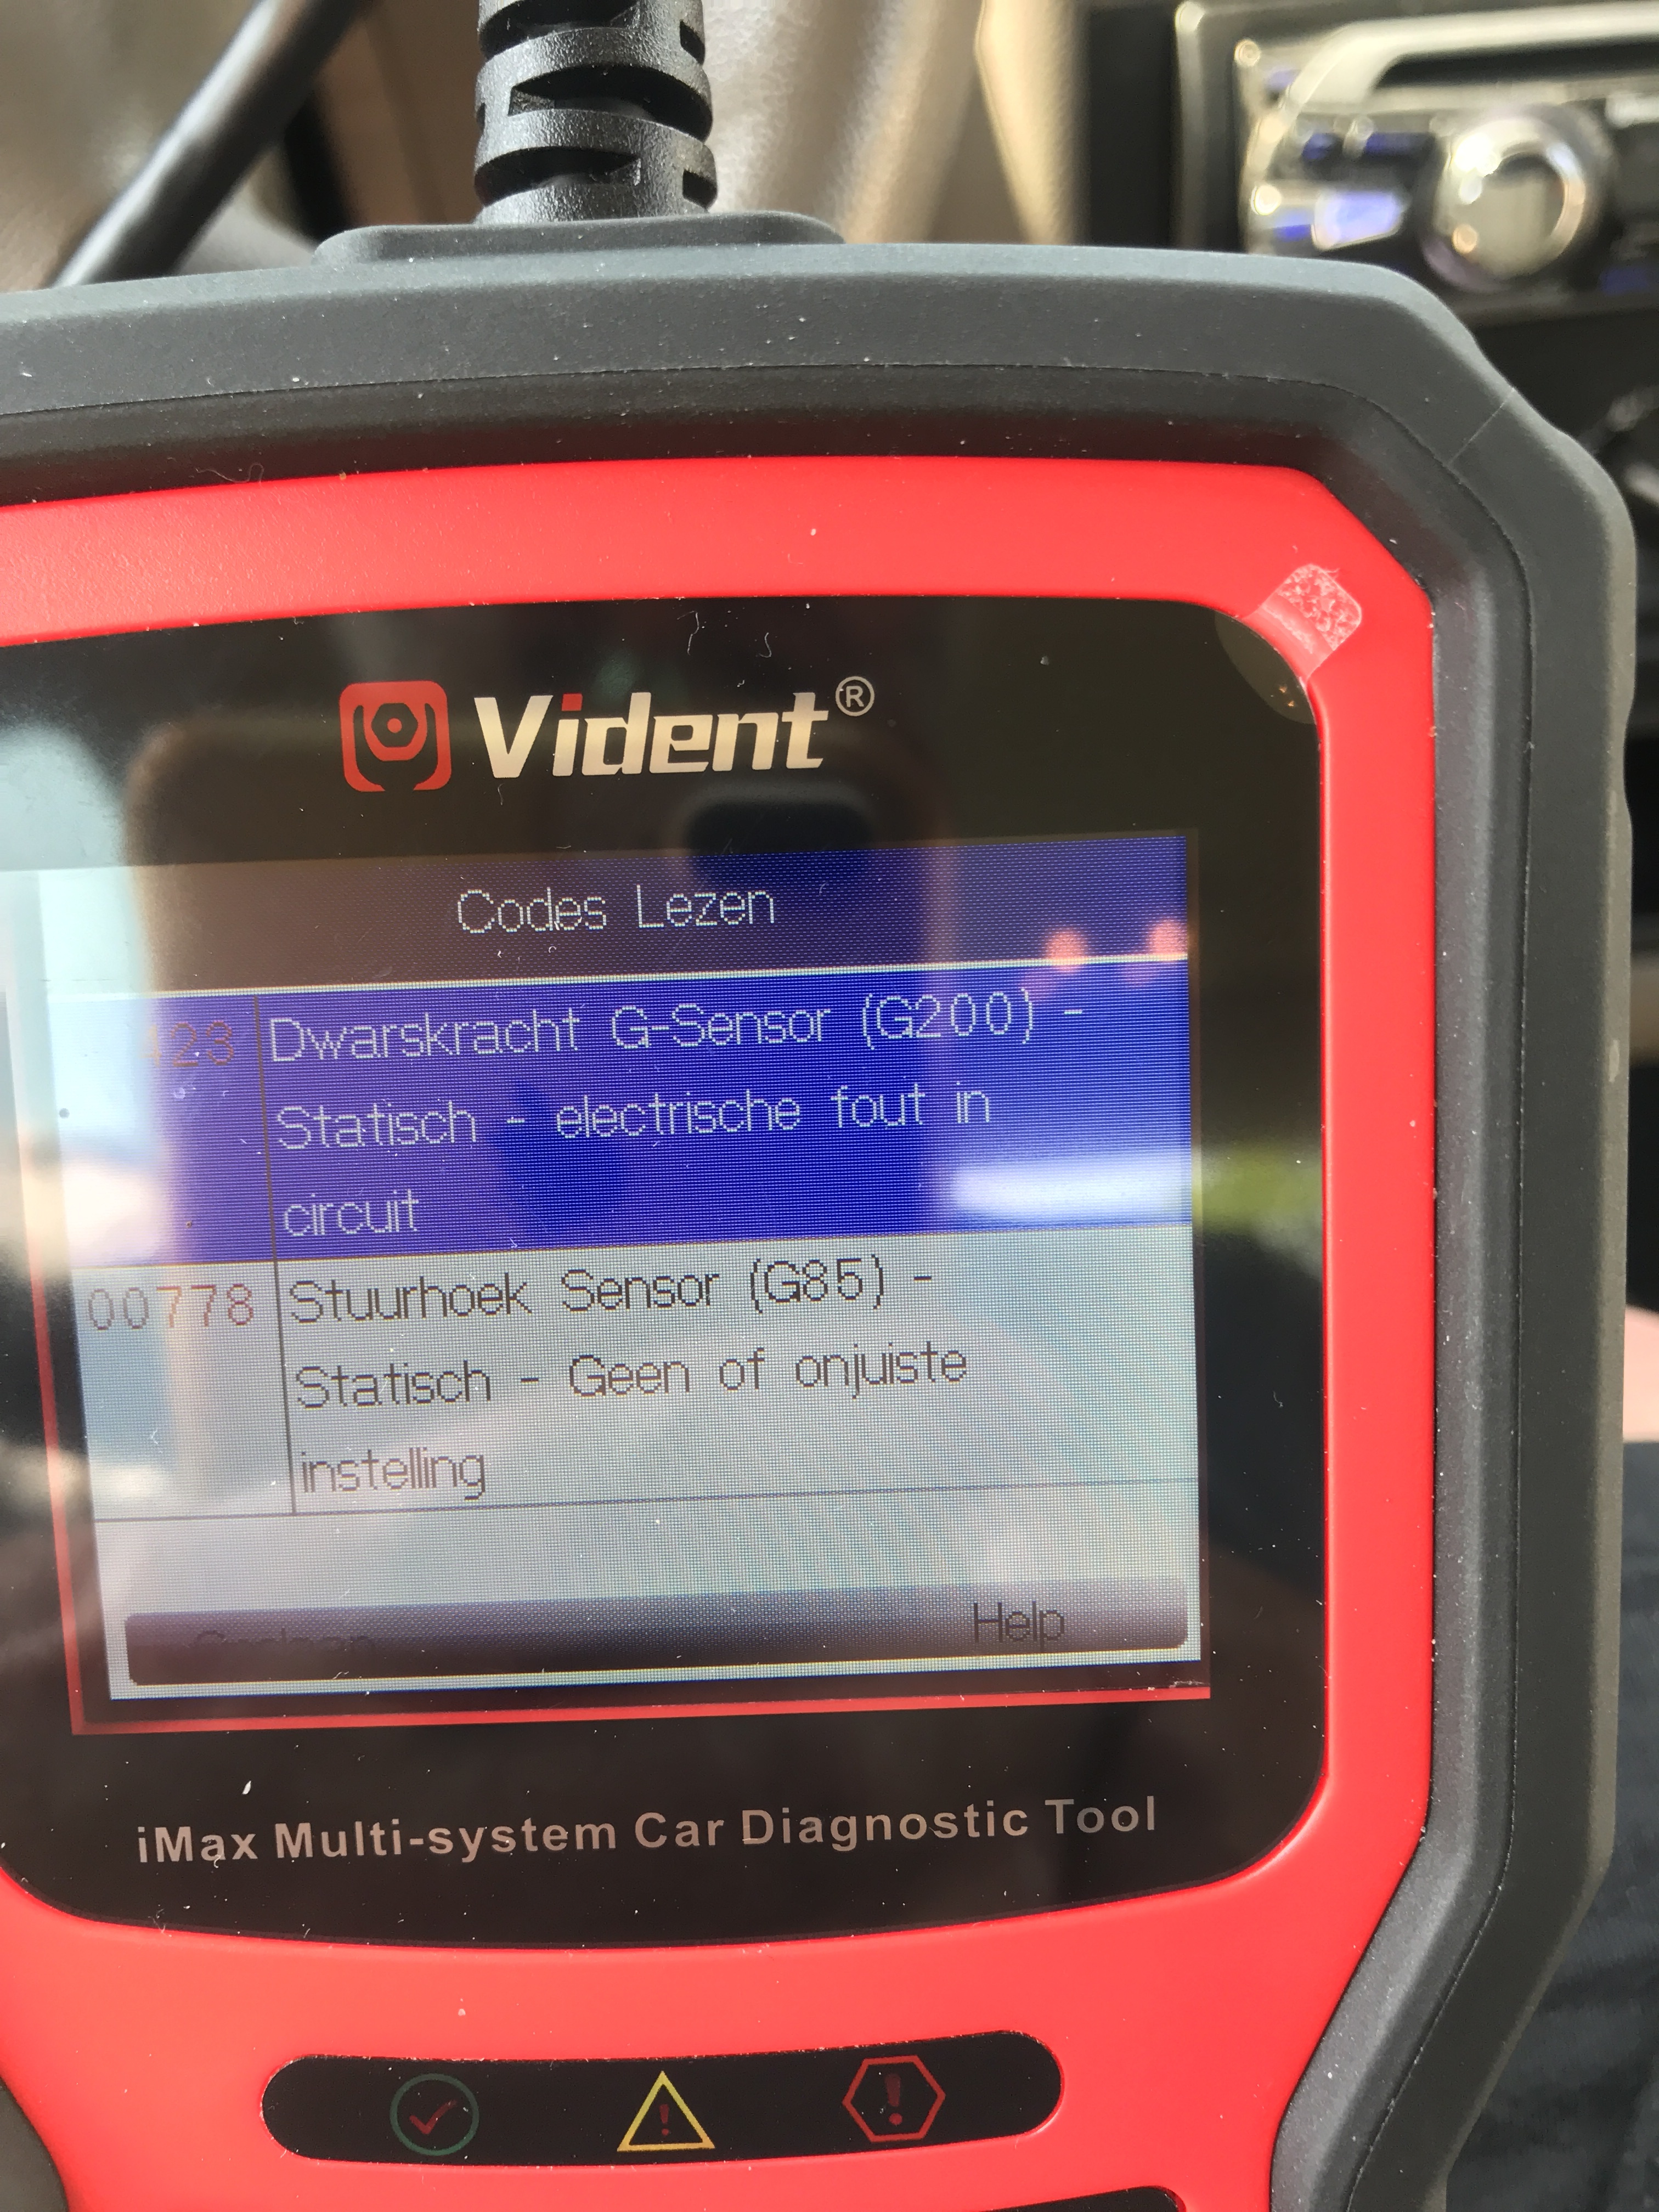 Vident®
Codes Lezen
423 Dwarskracht G-Sensor (G200) -
Statisch - electrische fout in
circuit
00778 Stuurhoek Sensor (G85) -
Statisch - Geen of onjuiste
instelling
Help
iMax Multi-system Car Diagnostic Tool